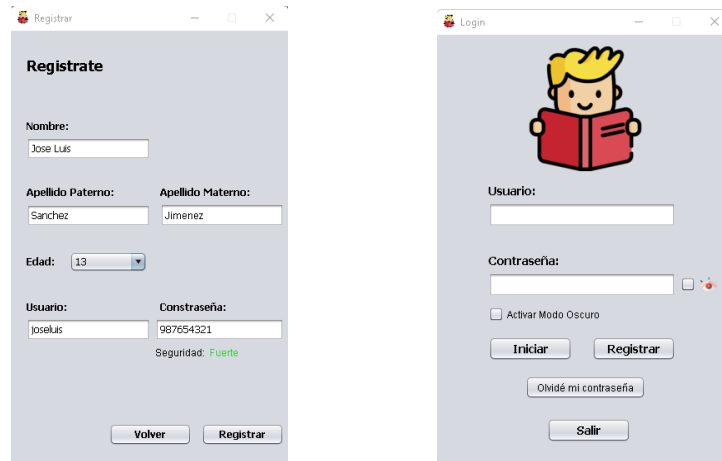 Registrar
Registrate
Nombre:
Jose Luis
Apellido Paterno: Apellido Materno:
Sanchez Jimenez
Edad: 13
Usuario: Constraseña:
joseluis 987654321
Seguridad: Fuerte
Volver Registrar
Login
Usuario:
Contraseña:
Activar Modo Oscuro
Iniciar Registrar
Olvidé mi contraseña
Salir